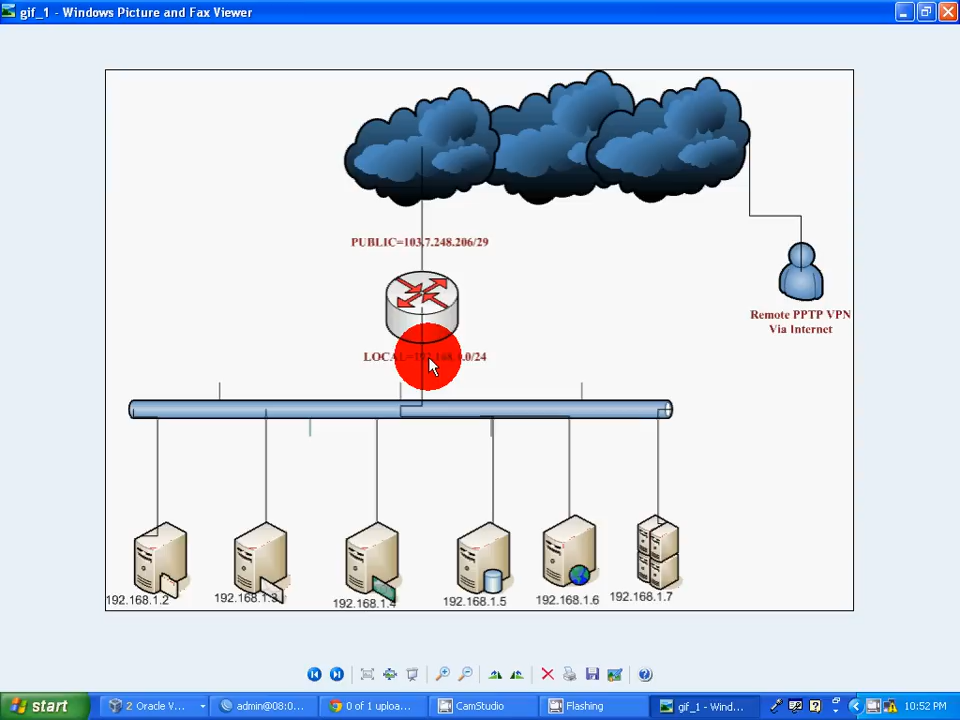 gif_1 - Windows Picture and Fax Viewer
PUBLIC=103.7.248.206/29
Remote PPTP VPN
Via Internet
192.168.1.2
192.168.1.3
192.168.1.4
192.168.1.5
192.168.1.6
192.168.1.7
start
2 Oracle V...
admin@08:0...
0 of 1 uploa...
CamStudio
Flashing
gif_1 - Wind...
10:52 PM